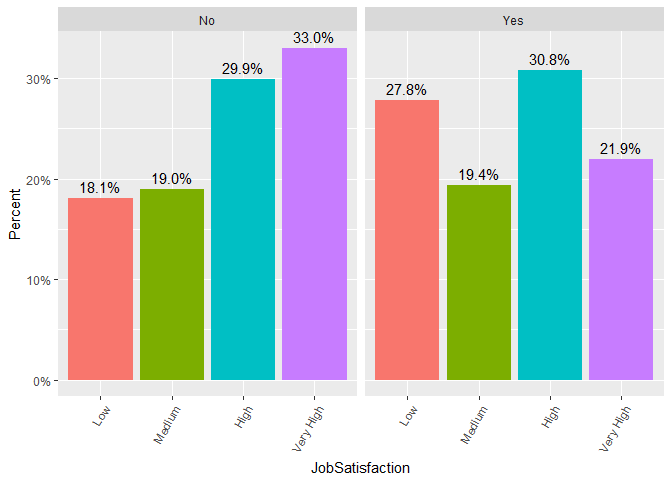 No
Yes
33.0%
29.9%
19.0%
18.1%
30.8%
27.8%
21.9%
19.4%
30%
20%
10%
0%
Percent
Low
Medium
High
Very High
Low
Medium
High
Very High
JobSatisfaction